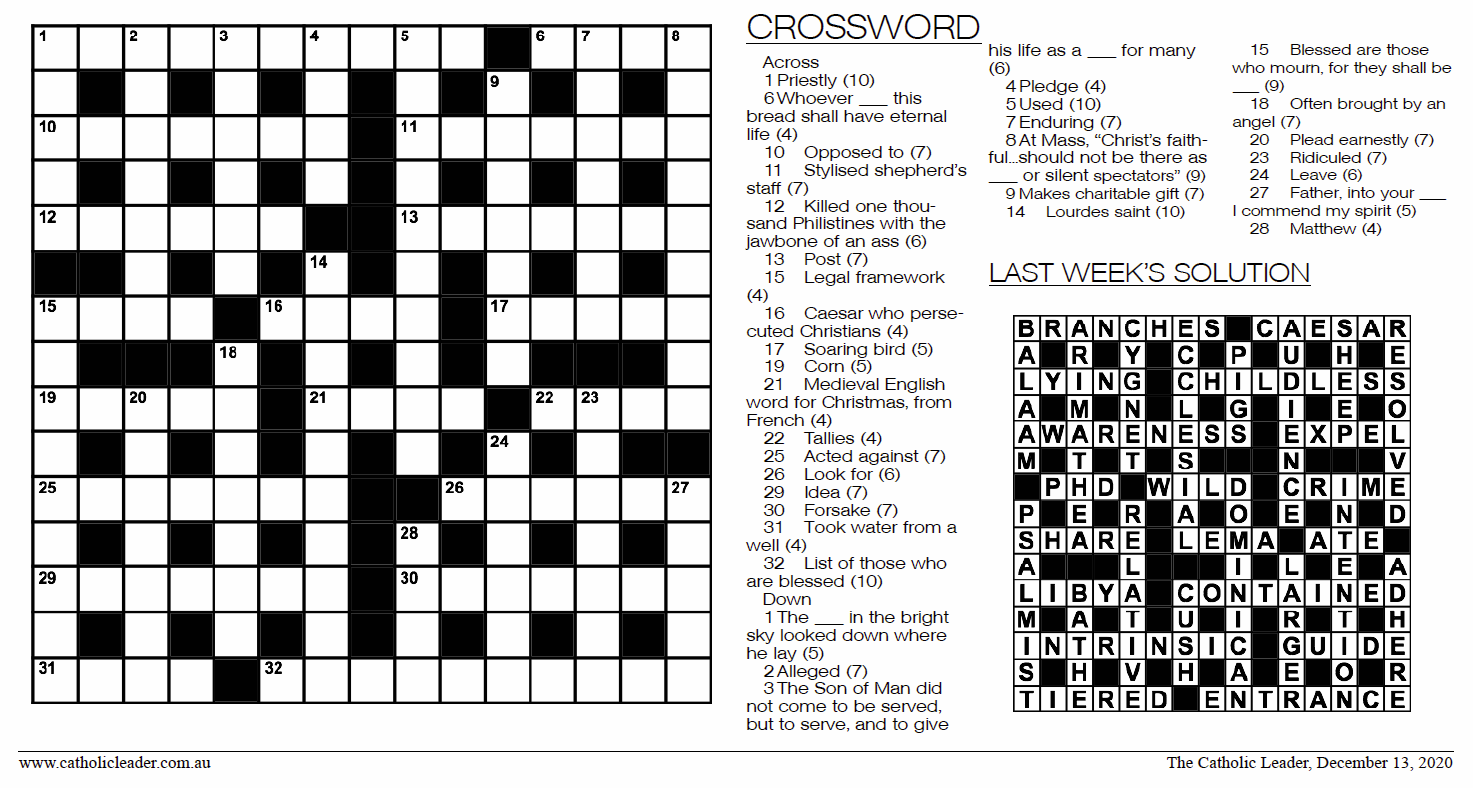 1 2 3 4 5 6 7 8
9
10 11
12 13
14
15 16 17
18
19 20 21 22 23
24
25 26 27
28
29 30
31 32
CROSSWORD
Across
1 Priestly (10)
6 Whoever ___ this
bread shall have eternal
life (4)
10 Opposed to (7)
11 Stylised shepherd's
staff (7)
12 Killed one thou-
sand Philistines with the
jawbone of an ass (6)
13 Post (7)
15 Legal framework
(4)
16 Caesar who perse-
cuted Christians (4)
17 Soaring bird (5)
19 Corn (5)
21 Medieval English
word for Christmas, from
French (4)
22 Tallies (4)
25 Acted against (7)
26 Look for (6)
29 Idea (7)
30 Forsake (7)
31 Took water from a
well (4)
32 List of those who
are blessed (10)
Down
1 The ___ in the bright
sky looked down where
he lay (5)
2 Alleged (7)
3 The Son of Man did
not come to be served,
but to serve, and to give
his life as a ___ for many
(6)
4 Pledge (4)
5 Used (10)
7 Enduring (7)
8 At Mass, "Christ's faith-
ful...should not be there as
___ or silent spectators" (9)
9 Makes charitable gift (7)
14 Lourdes saint (10)
15 Blessed are those
who mourn, for they shall be
___ (9)
18 Often brought by an
angel (7)
20 Plead earnestly (7)
23 Ridiculed (7)
24 Leave (6)
27 Father, into your ___
I commend my spirit (5)
28 Matthew (4)
LAST WEEK'S SOLUTION
BRANCHES CAESAR
A R Y C P U H E
LYING CHILDLESS
A M N L G I E O
AWARENESS EXPEL
M T T S N V
PHD WILD CRIME
P E R A O E N D
SHARE LEMA ATE
A L I L E A
LIBYA CONTAINED
M A T U I R T H
INTRINSIC GUIDE
S H V H A E O R
TIERED ENTRANCE
www.catholicleader.com.au
The Catholic Leader, December 13, 2020